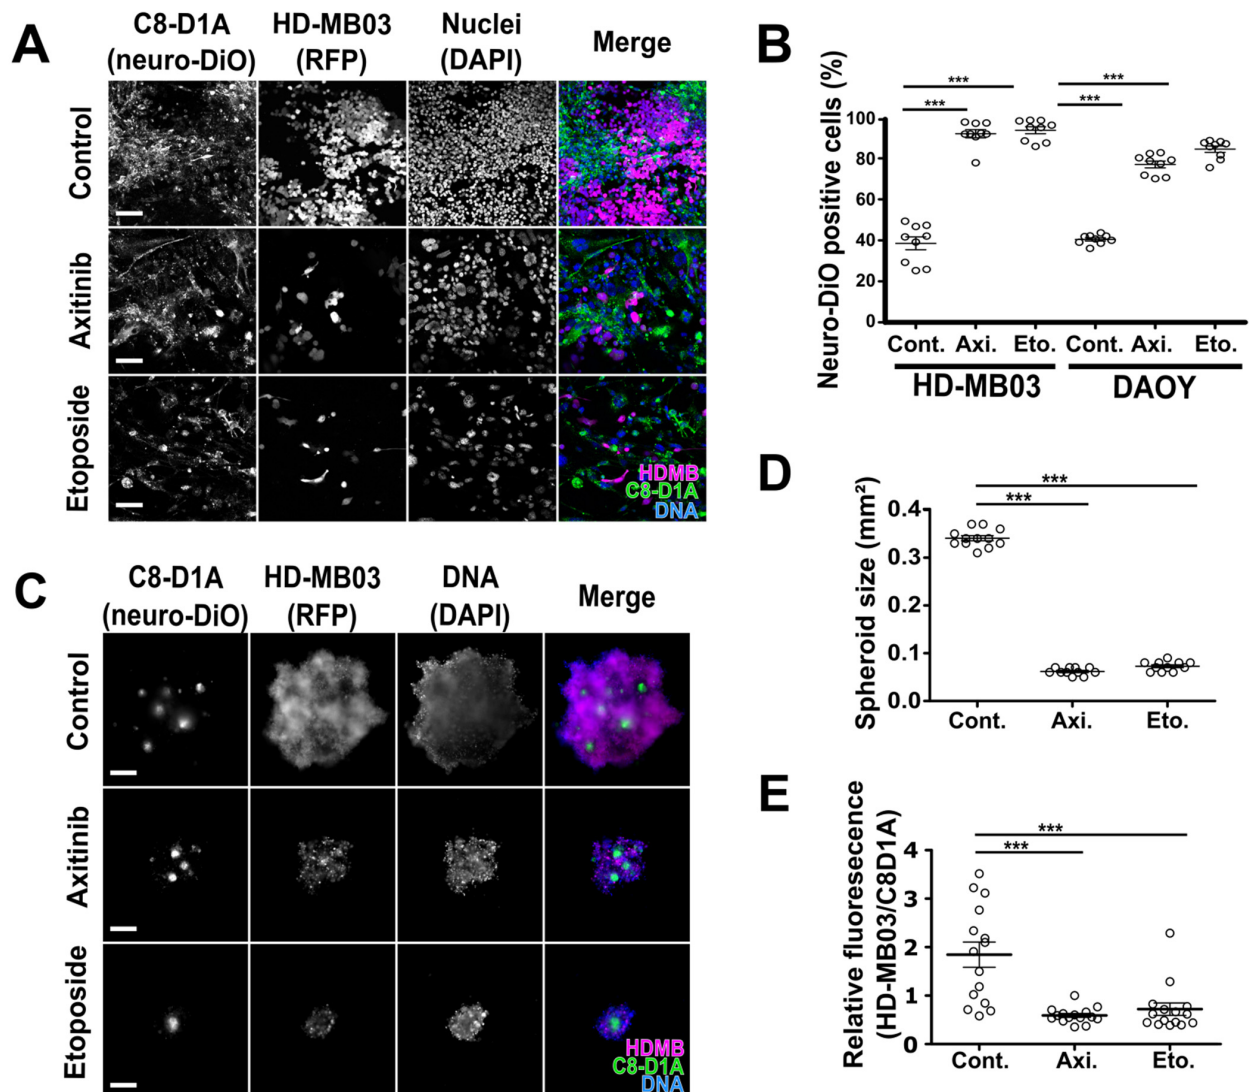 A
C8-D1A
(neuro-DiO)
HD-MB03
(RFP)
Nuclei
(DAPI)
Merge
Control
Axitinib
Etoposide
HDMB
C8-D1A
DNA
B
Neuro-DiO positive cells (%)
***
***
***
***
100
80
60
40
20
0
Cont. Axi. Eto. Cont. Axi. Eto.
HD-MB03 DAOY
C
C8-D1A
(neuro-DiO)
HD-MB03
(RFP)
DNA
(DAPI)
Merge
Control
Axitinib
Etoposide
HDMB
C8-D1A
DNA
D
Spheroid size (mm²)
***
***
0.4
0.3
0.2
0.1
0.0
Cont. Axi. Eto.
E
Relative fluoresecence
(HD-MB03/C8D1A)
***
***
4
3
2
1
0
Cont. Axi. Eto.